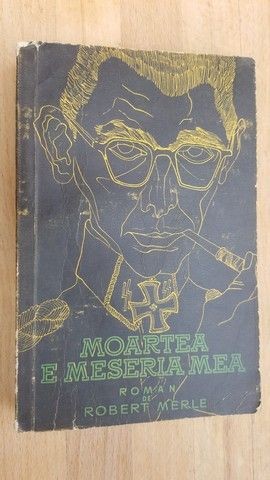 MOARTEA
E MESERIA MEA
ROMAN
DE
ROBERT MERLE